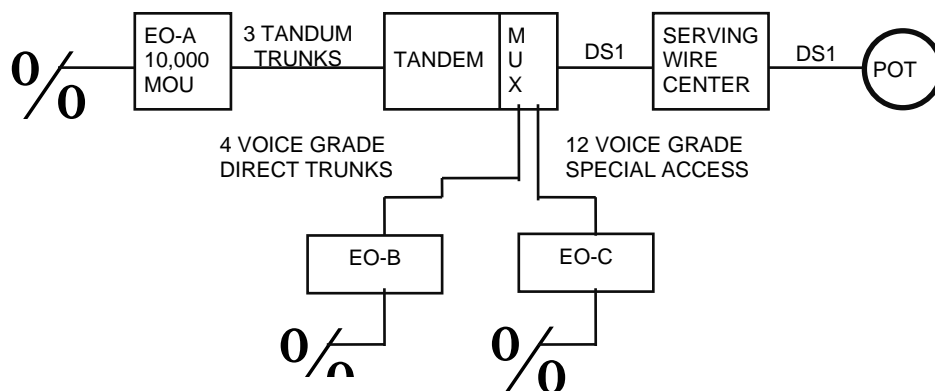 EO-A
10,000
MOU
3 TANDUM
TRUNKS
TANDEM
M
U
X
DS1
SERVING
WIRE
CENTER
DS1
POT
4 VOICE GRADE
DIRECT TRUNKS
12 VOICE GRADE
SPECIAL ACCESS
EO-B
EO-C